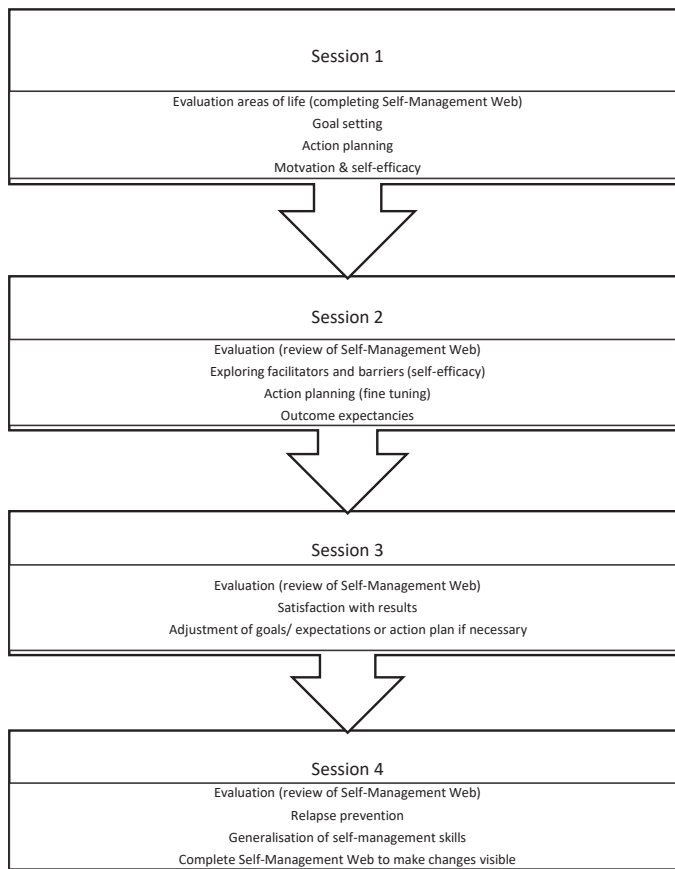 Session 1
Evaluation areas of life (completing Self-Management Web)
Goal setting
Action planning
Motvation & self-efficacy
Session 2
Evaluation (review of Self-Management Web)
Exploring facilitators and barriers (self-efficacy)
Action planning (fine tuning)
Outcome expectancies
Session 3
Evaluation (review of Self-Management Web)
Satisfaction with results
Adjustment of goals/ expectations or action plan if necessary
Session 4
Evaluation (review of Self-Management Web)
Relapse prevention
Generalisation of self-management skills
Complete Self-Management Web to make changes visible